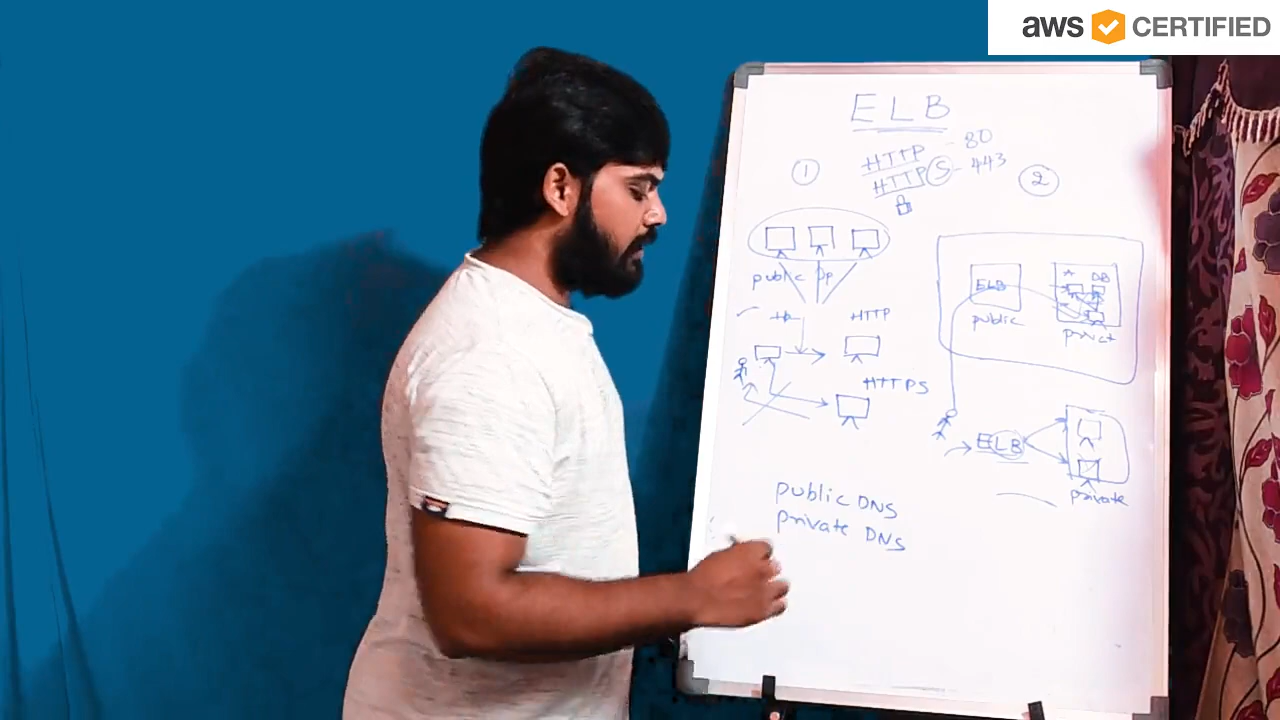 aws CERTIFIED
ELB
HTTP - 80
HTTPS - 443
1
2
public Ip
HTTP
HTTPS
ELB
DB
public
ELB
private
public DNS
private DNS